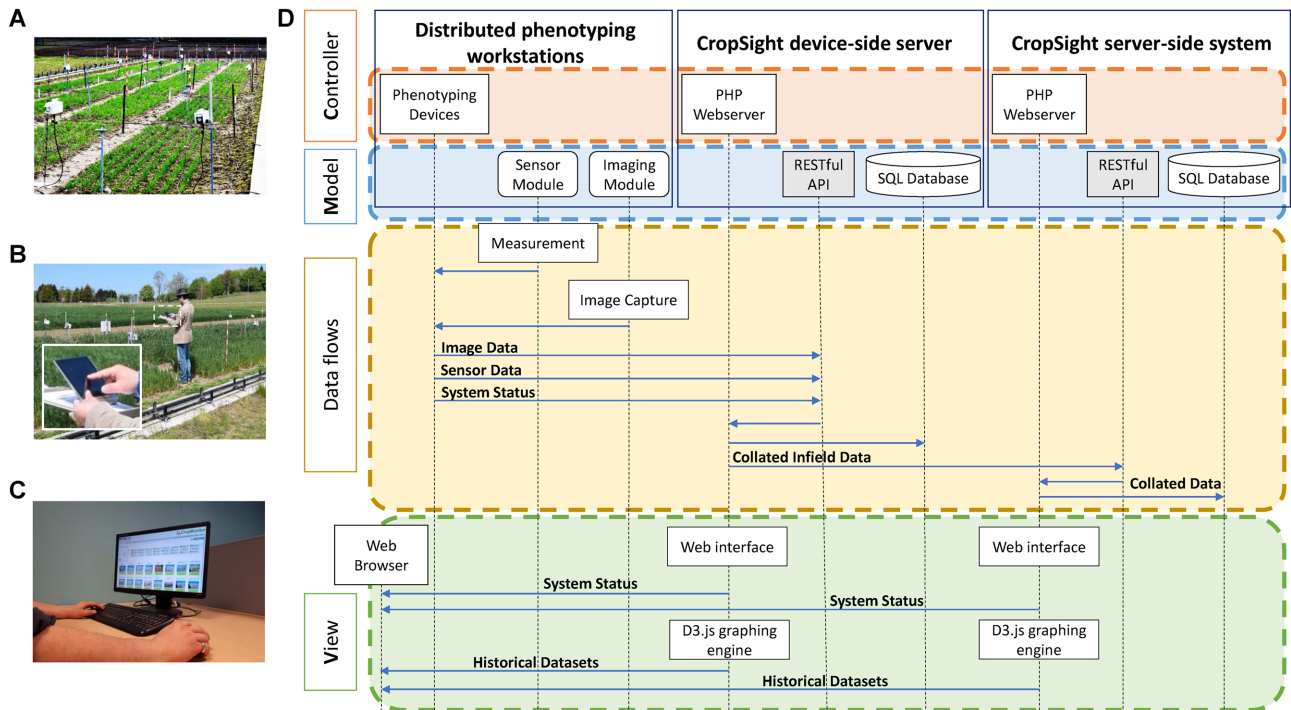 A
B
C
D
Controller
Model
Data flows
View
Distributed phenotyping
workstations
CropSight device-side server
CropSight server-side system
Phenotyping
Devices
PHP
Webserver
PHP
Webserver
Sensor
Module
Imaging
Module
RESTful
API
SQL Database
RESTful
API
SQL Database
Measurement
Image Capture
Image Data
Sensor Data
System Status
Collated Infield Data
Collated Data
Web
Browser
Web interface
Web interface
System Status
System Status
D3.js graphing
engine
D3.js graphing
engine
Historical Datasets
Historical Datasets